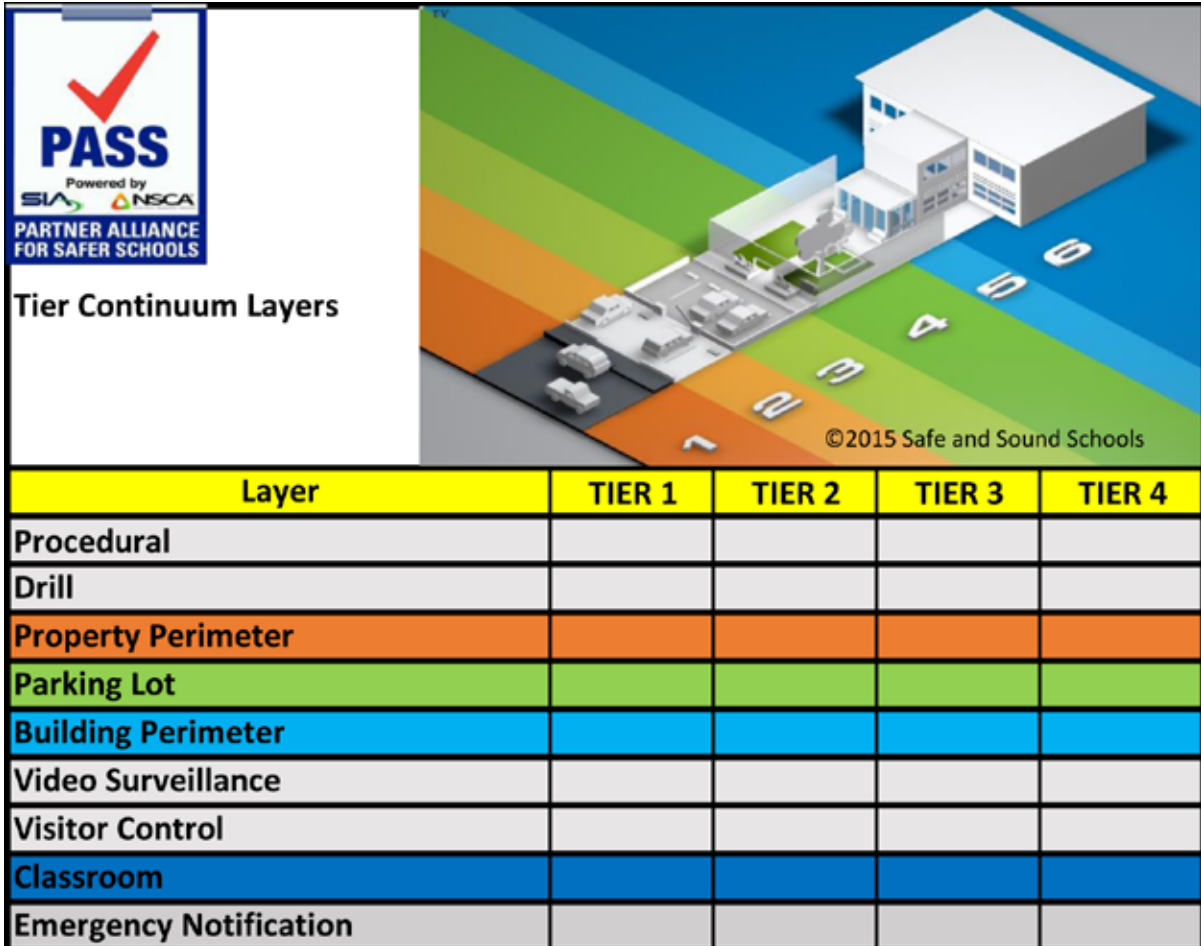 PASS
Powered by
SIA NSCA
PARTNER ALLIANCE
FOR SAFER SCHOOLS
Tier Continuum Layers
1 2 3 4 5 6
©2015 Safe and Sound Schools
Layer TIER 1 TIER 2 TIER 3 TIER 4
Procedural
Drill
Property Perimeter
Parking Lot
Building Perimeter
Video Surveillance
Visitor Control
Classroom
Emergency Notification